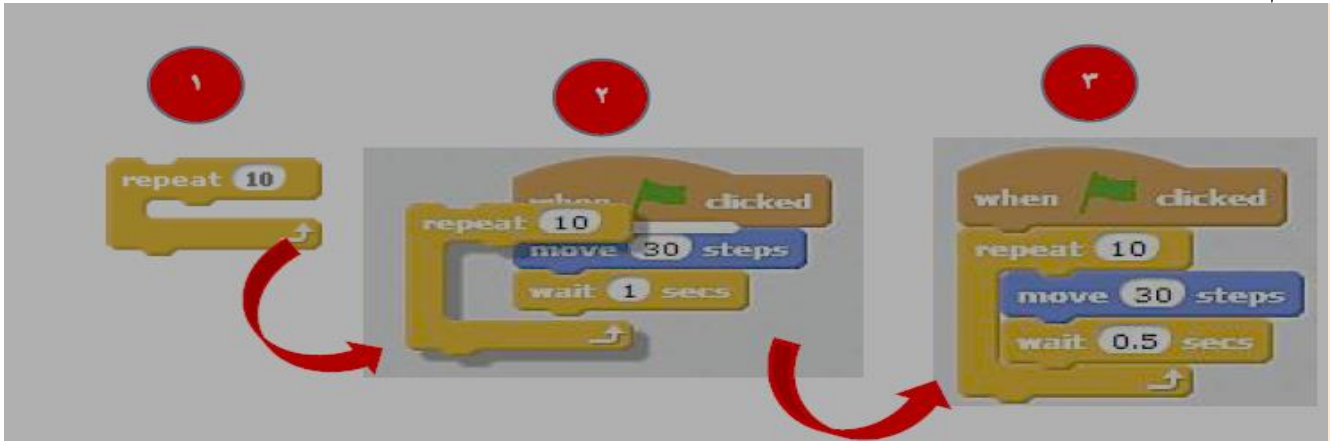 ١
repeat 10
٢
when clicked
repeat 10
move 30 steps
wait 1 secs
٣
when clicked
repeat 10
move 30 steps
wait 0.5 secs